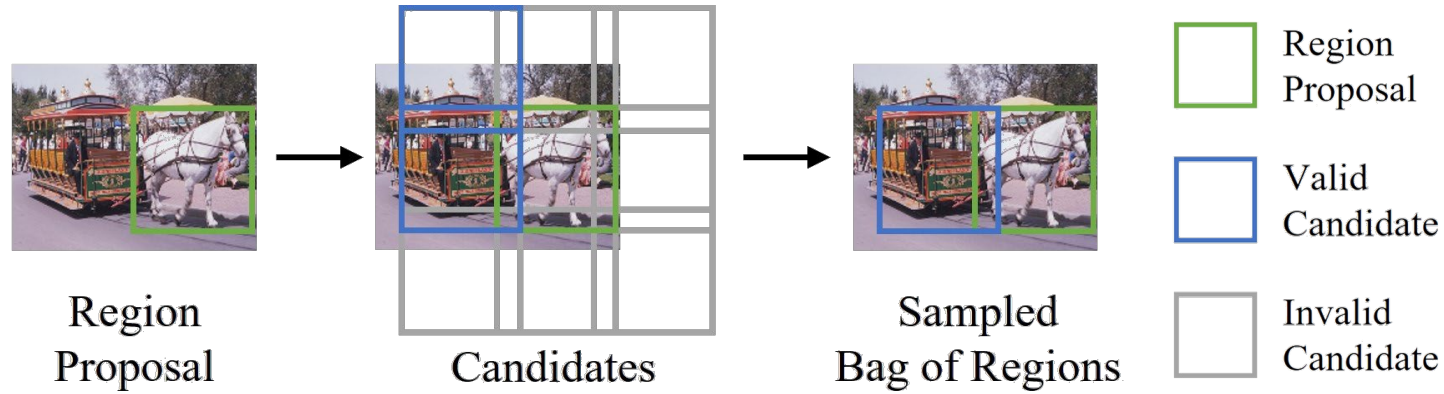 Region
Proposal
Candidates
Sampled
Bag of Regions
Region
Proposal
Valid
Candidate
Invalid
Candidate